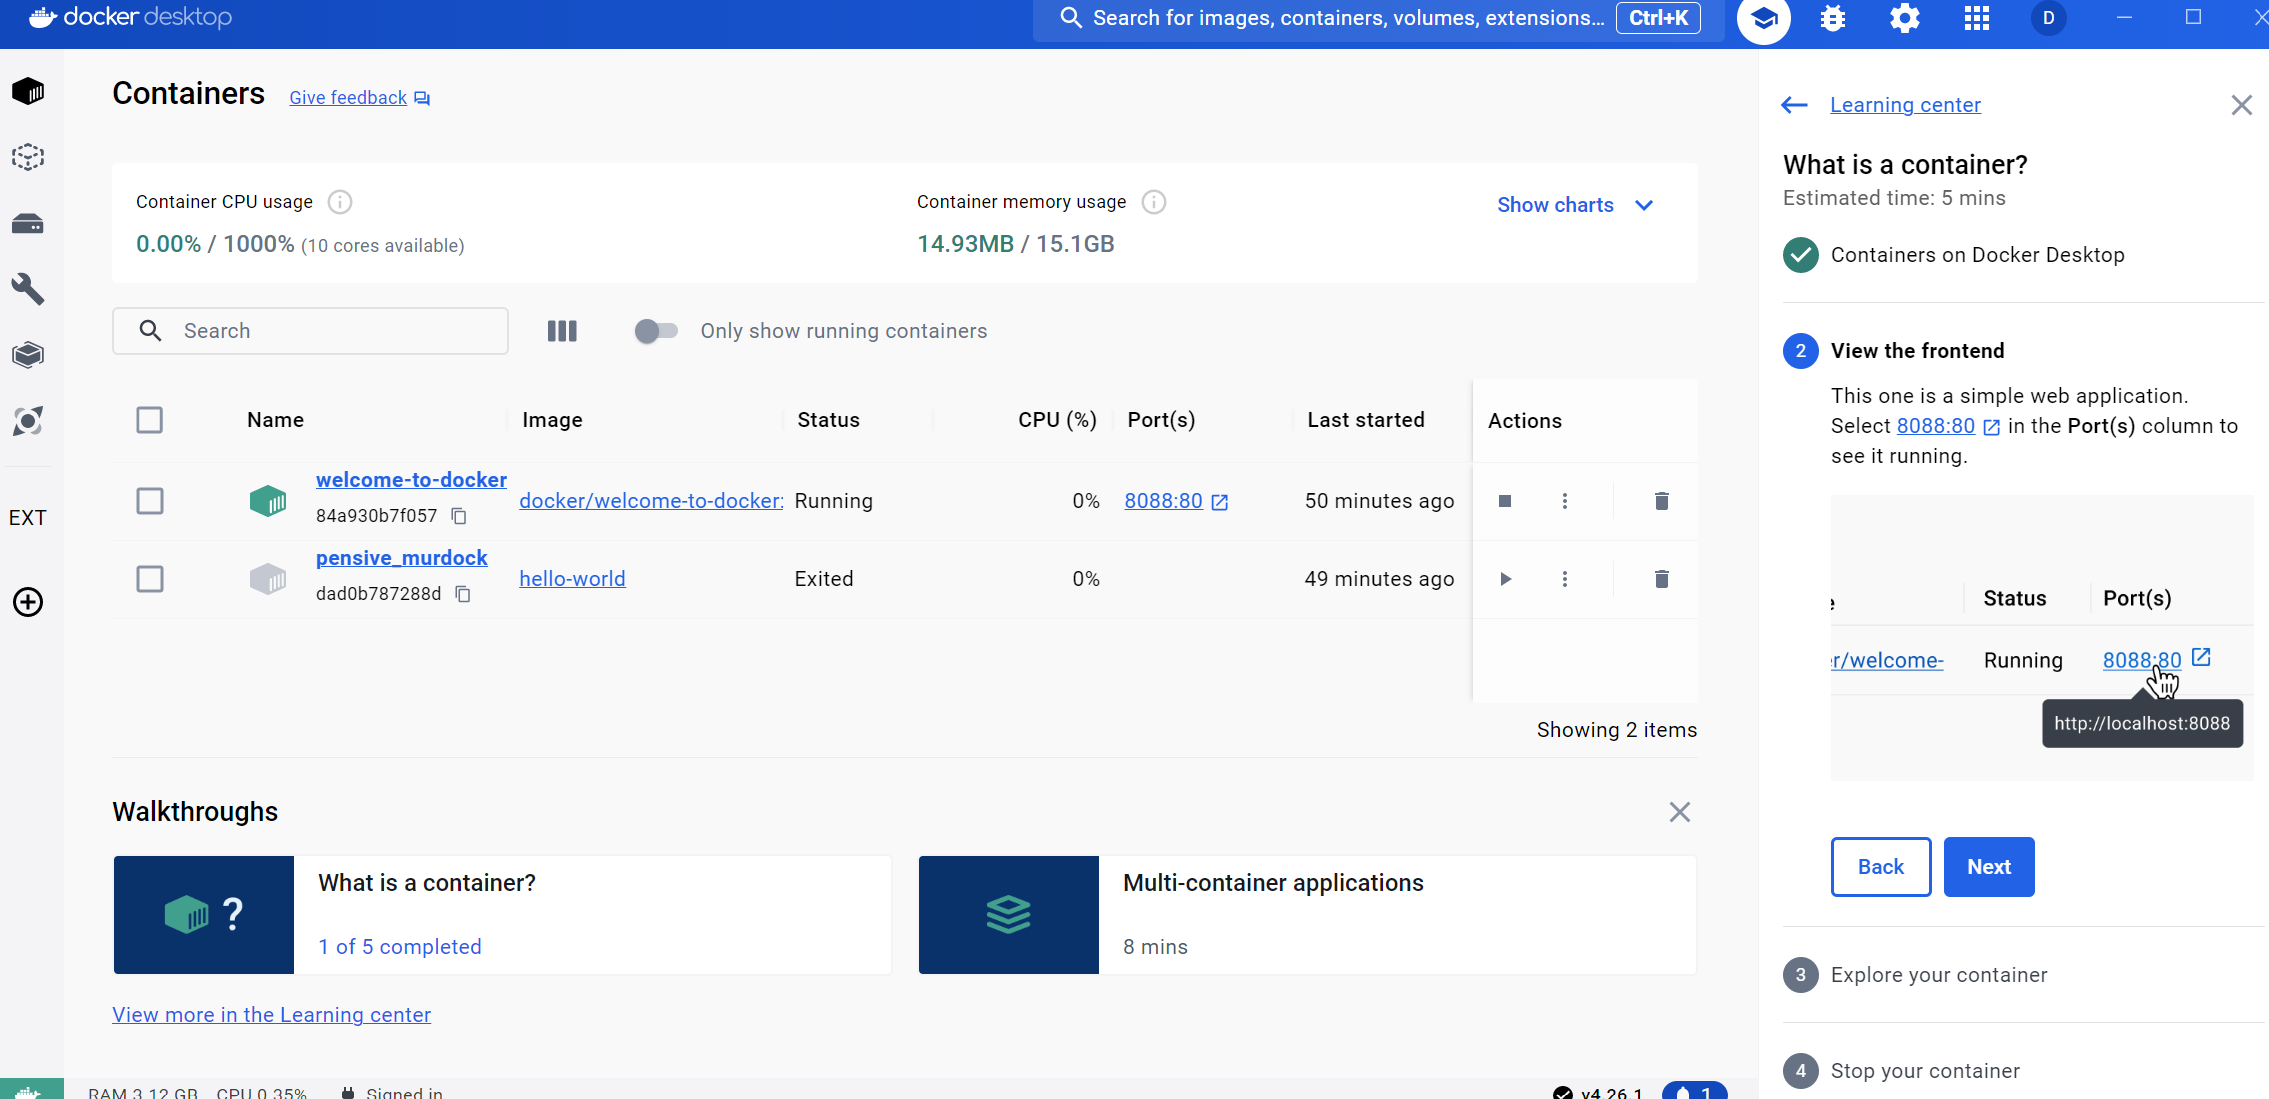 docker desktop
Search for images, containers, volumes, extensions... Ctrl+K
D
Containers Give feedback
Container CPU usage
0.00% / 1000% (10 cores available)
Container memory usage
14.93MB / 15.1GB
Show charts
Search
Only show running containers
Name Image Status CPU (%) Port(s) Last started Actions
welcome-to-docker
84a930b7f057
docker/welcome-to-docker: Running 0% 8088:80 50 minutes ago
pensive_murdock
dad0b787288d
hello-world Exited 0% 49 minutes ago
Showing 2 items
EXT
Walkthroughs
?
What is a container?
1 of 5 completed
Multi-container applications
8 mins
View more in the Learning center
RAM 3.12 GB CPU 0.35% Signed in
v4.26.1
1
Learning center
What is a container?
Estimated time: 5 mins
Containers on Docker Desktop
2 View the frontend
This one is a simple web application.
Select 8088:80 in the Port(s) column to
see it running.
Status Port(s)
r/welcome- Running 8088:80
http://localhost:8088
Back Next
3 Explore your container
4 Stop your container